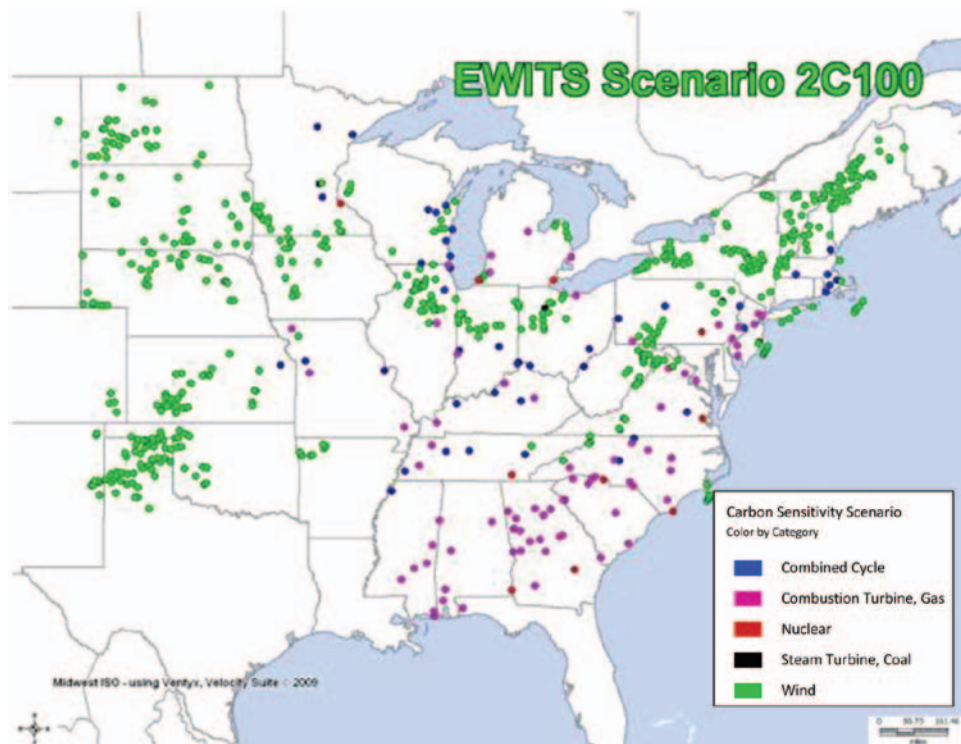 EWITS Scenario 2C100
Carbon Sensitivity Scenario
Color by Category
Combined Cycle
Combustion Turbine, Gas
Nuclear
Steam Turbine, Coal
Wind
Midwest ISO - using Ventyx, Velocity Suite © 2009
0